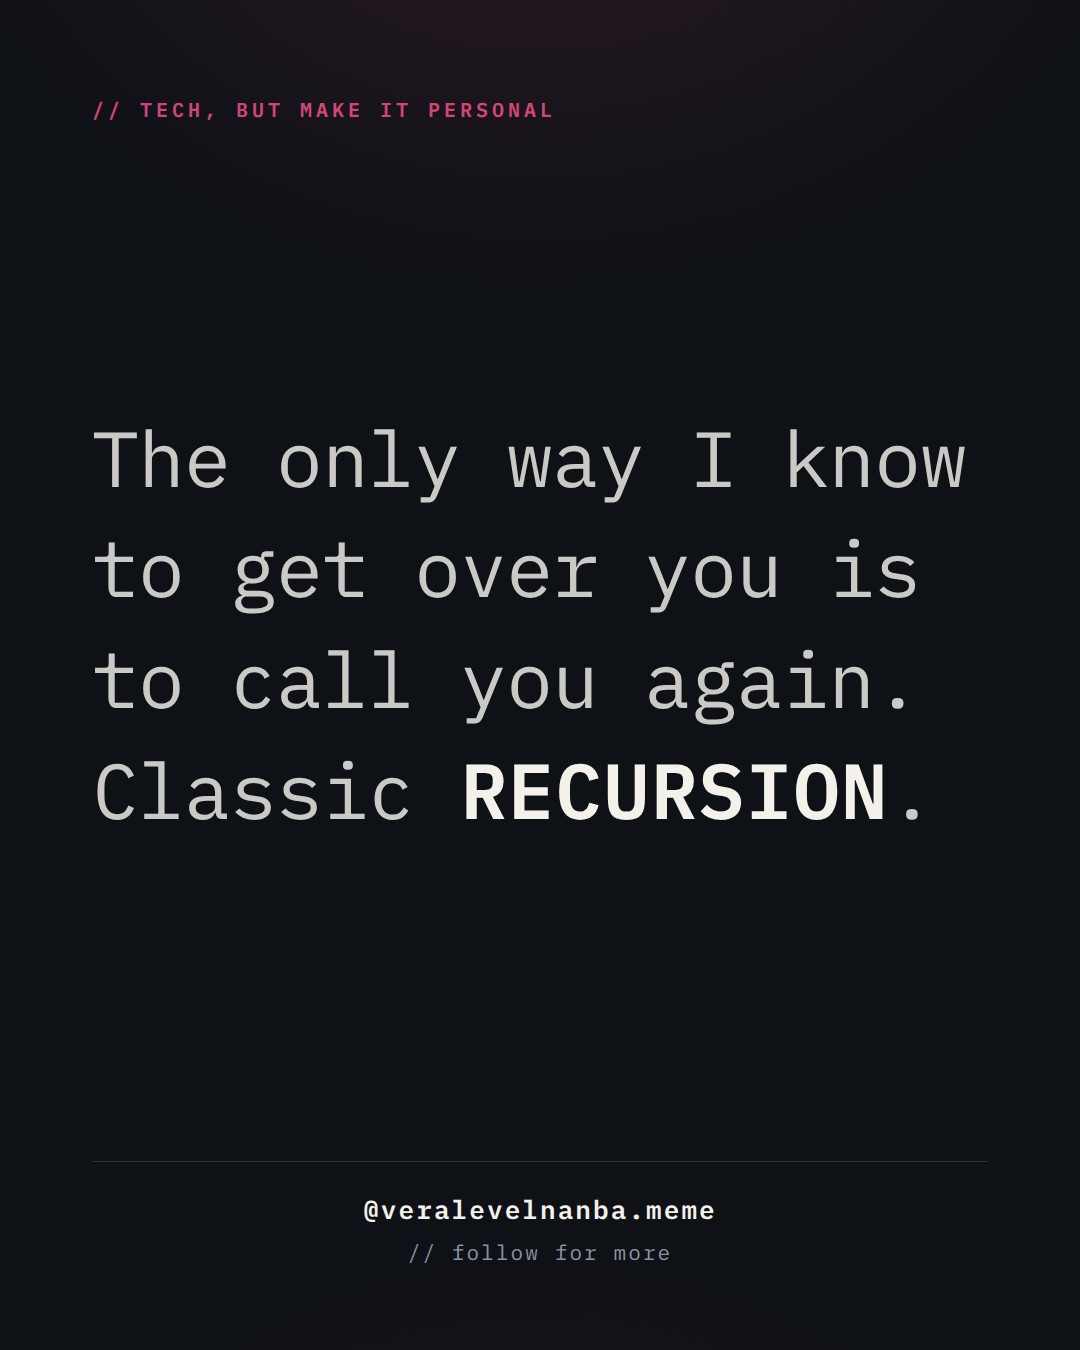 // TECH, BUT MAKE IT PERSONAL
The only way I know
to get over you is
to call you again.
Classic RECURSION.
@veralevelnanba.meme
// follow for more